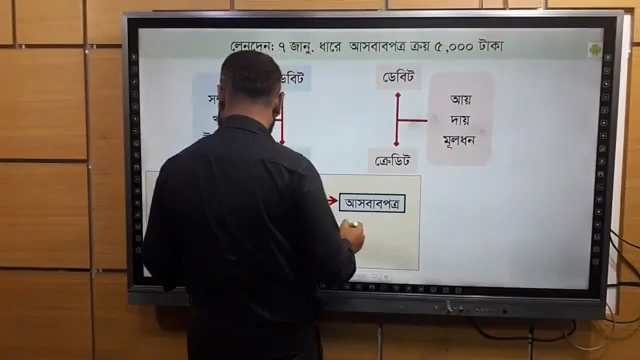 লেনদেন: ৭ জানু. ধারে আসবাবপত্র ক্রয় ৫,০০০ টাকা
ডেবিট
আয়
দায়
মূলধন
ক্রেডিট
আসবাবপত্র